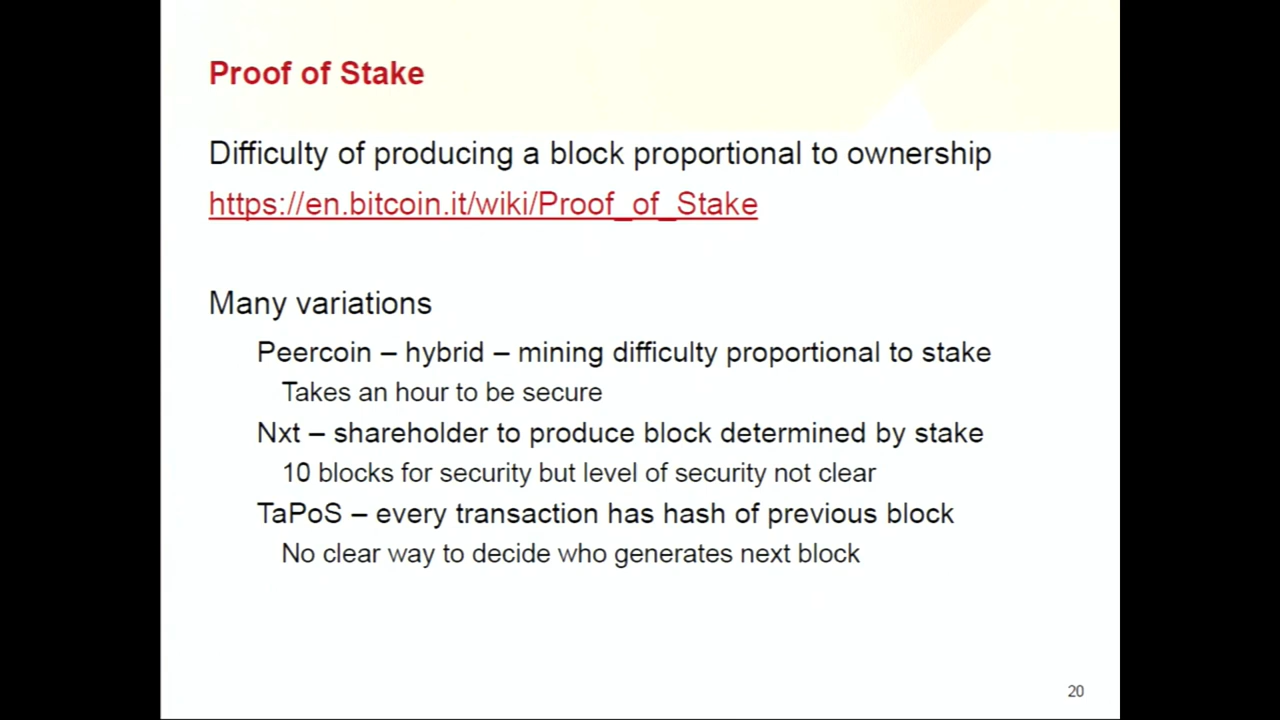 Proof of Stake
Difficulty of producing a block proportional to ownership
https://en.bitcoin.it/wiki/Proof_of_Stake
Many variations
Peercoin – hybrid – mining difficulty proportional to stake
Takes an hour to be secure
Nxt – shareholder to produce block determined by stake
10 blocks for security but level of security not clear
TaPoS – every transaction has hash of previous block
No clear way to decide who generates next block
20